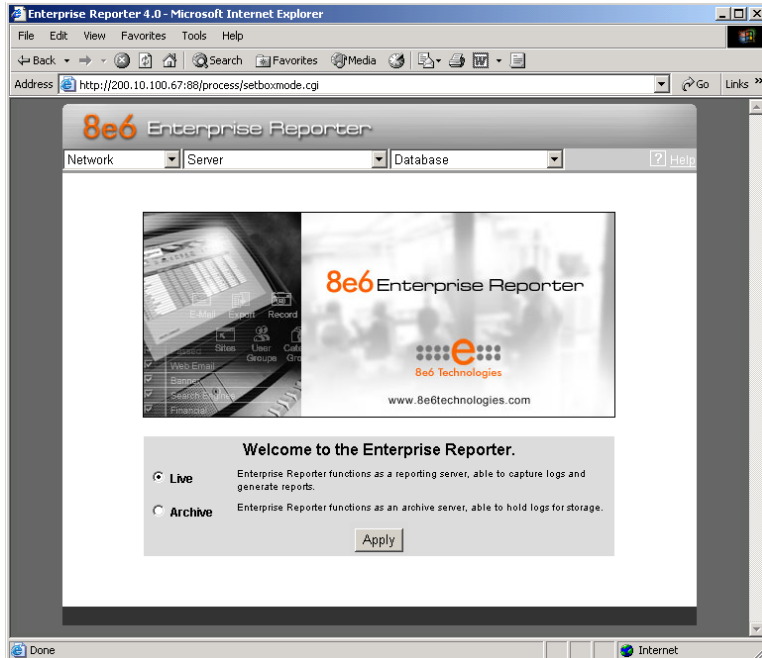 Enterprise Reporter 4.0 - Microsoft Internet Explorer
File Edit View Favorites Tools Help
Back Search Favorites Media
Address http://200.10.100.67:88/process/setboxmode.cgi Go Links »
8e6 Enterprise Reporter
Network Server Database ? Help
E-Mail Export Record
Sites User Groups
Web Email
Banner
Search Engines
Financial
8e6 Enterprise Reporter
e
8e6 Technologies
www.8e6technologies.com
Welcome to the Enterprise Reporter.
Live Enterprise Reporter functions as a reporting server, able to capture logs and
generate reports.
Archive Enterprise Reporter functions as an archive server, able to hold logs for storage.
Apply
Done Internet